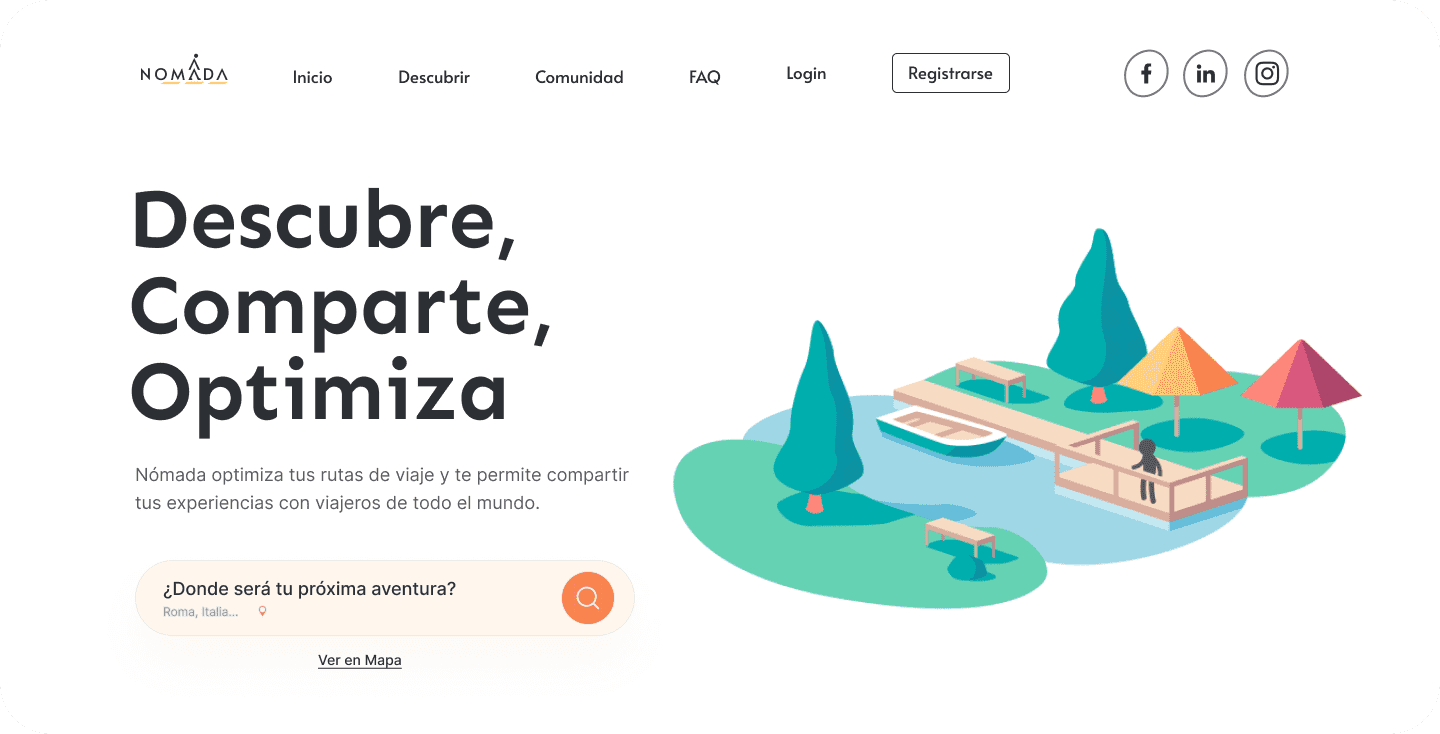 NOMADA
Inicio
Descubrir
Comunidad
FAQ
Login
Registrarse
Descubre,
Comparte,
Optimiza
Nómada optimiza tus rutas de viaje y te permite compartir
tus experiencias con viajeros de todo el mundo.
¿Donde será tu próxima aventura?
Roma, Italia...
Ver en Mapa